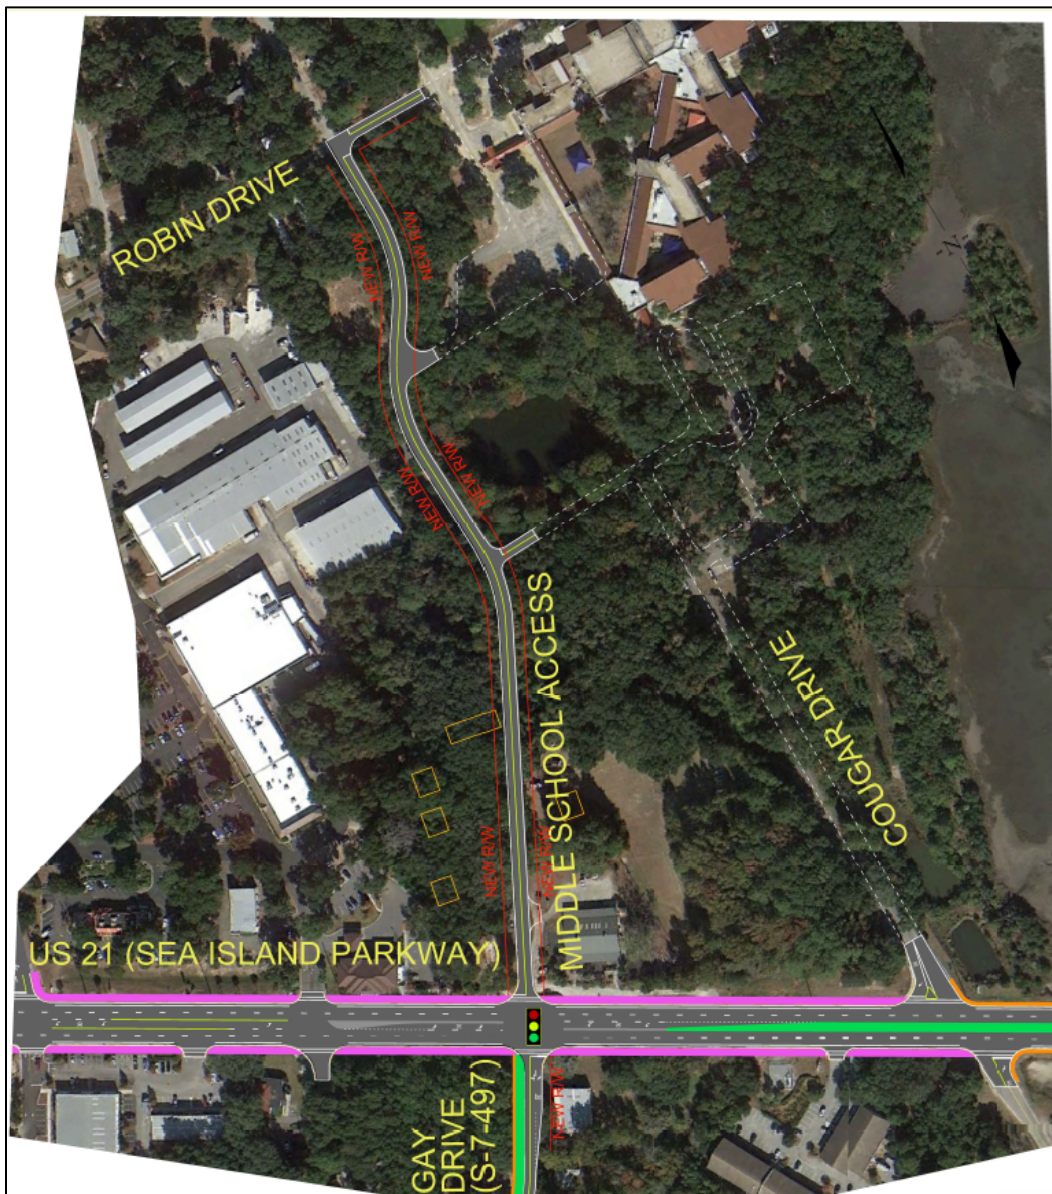 ROBIN DRIVE
NEW R/W
NEW R/W
NEW R/W
NEW R/W
MIDDLE SCHOOL ACCESS
COUGAR DRIVE
NEW R/W
NEW R/W
US 21 (SEA ISLAND PARKWAY)
GAY
DRIVE
(S-7-497)
NEW R/W
N